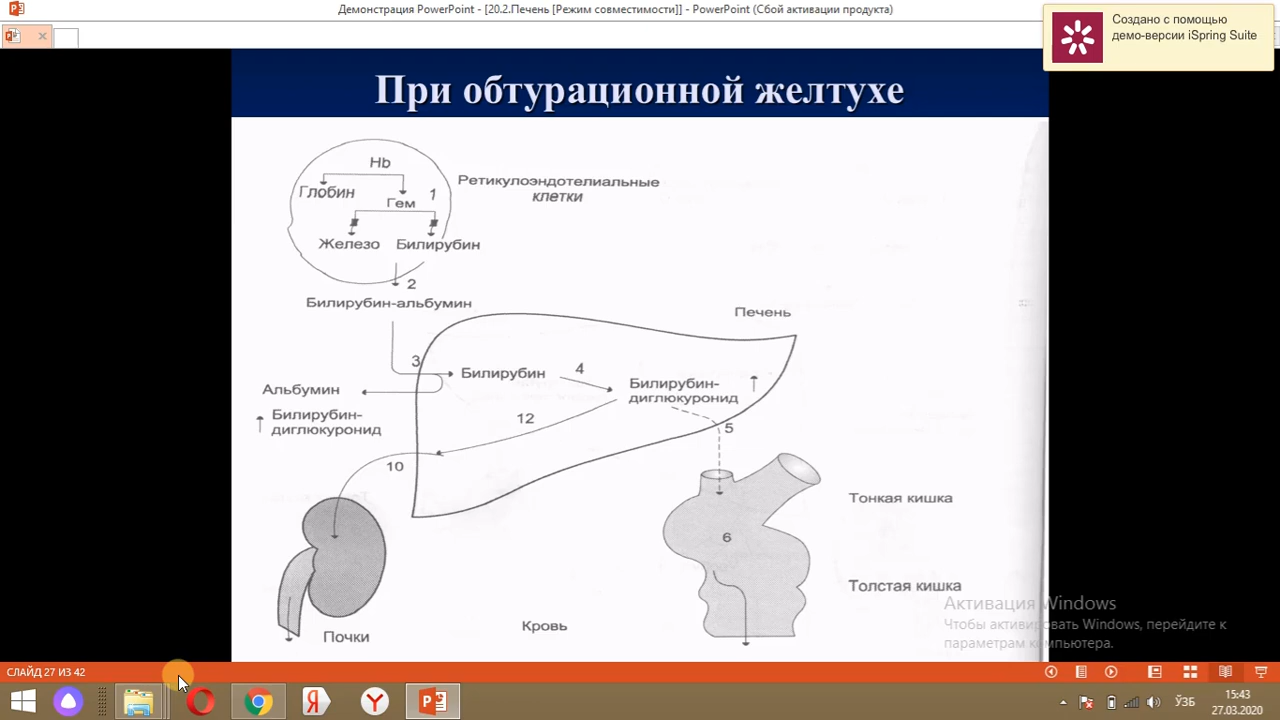 Демонстрация PowerPoint - [20.2.Печень [Режим совместимости]] - PowerPoint (Сбой активации продукта)
Создано с помощью
демо-версии iSpring Suite
При обтурационной желтухе
Hb
Глобин
1
Гем
Ретикулоэндотелиальные
клетки
Железо
Билирубин
2
Билирубин-альбумин
Печень
3
Билирубин
4
Билирубин-
диглюкуронид
Альбумин
Билирубин-
диглюкуронид
12
5
10
Тонкая кишка
6
Толстая кишка
Почки
Кровь
Активация Windows
Чтобы активировать Windows, перейдите к
параметрам компьютера.
СЛАЙД 27 ИЗ 42
ЎЗБ
15:43
27.03.2020